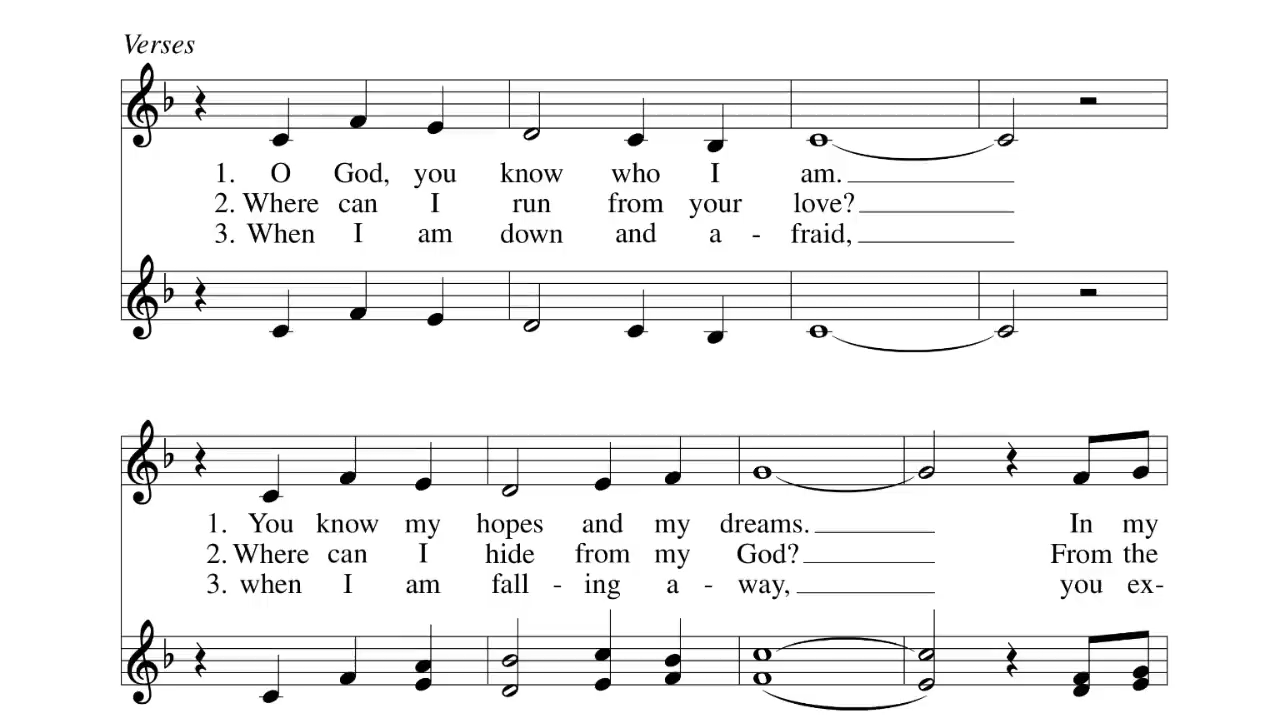 Verses
1. O God, you know who I am.
2. Where can I run from your love?
3. When I am down and a - fraid,
1. You know my hopes and my dreams. In my
2. Where can I hide from my God? From the
3. when I am fall - ing a - way, you ex-